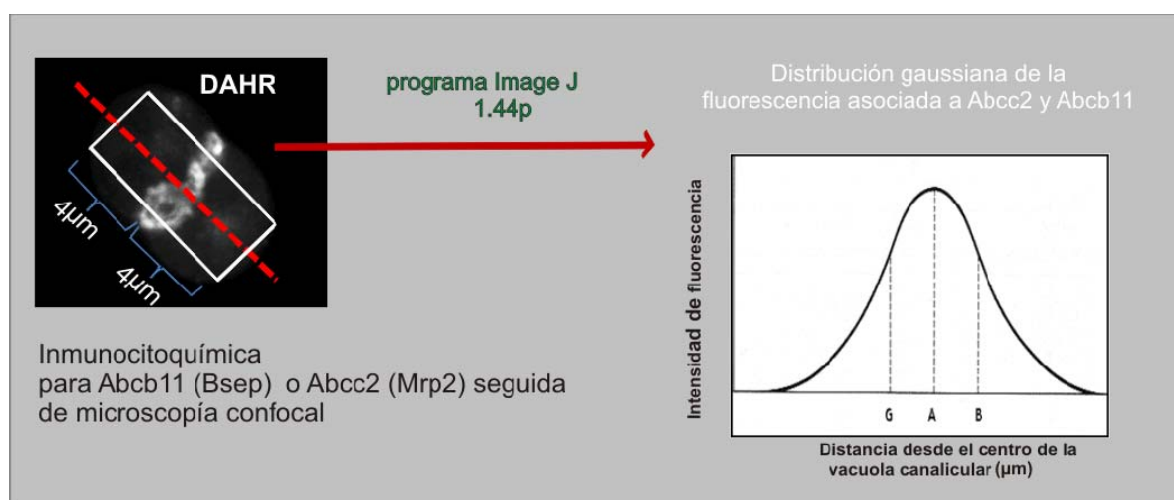 DAHR
4µm
4µm
programa Image J
1.44p
Distribución gaussiana de la
fluorescencia asociada a Abcc2 y Abcb11
Inmunocitoquímica
para Abcb11 (Bsep)  o Abcc2 (Mrp2) seguida
de microscopía confocal
Intensidad de fluorescencia
G A B
Distancia desde el centro de la
vacuola canalicular (µm)